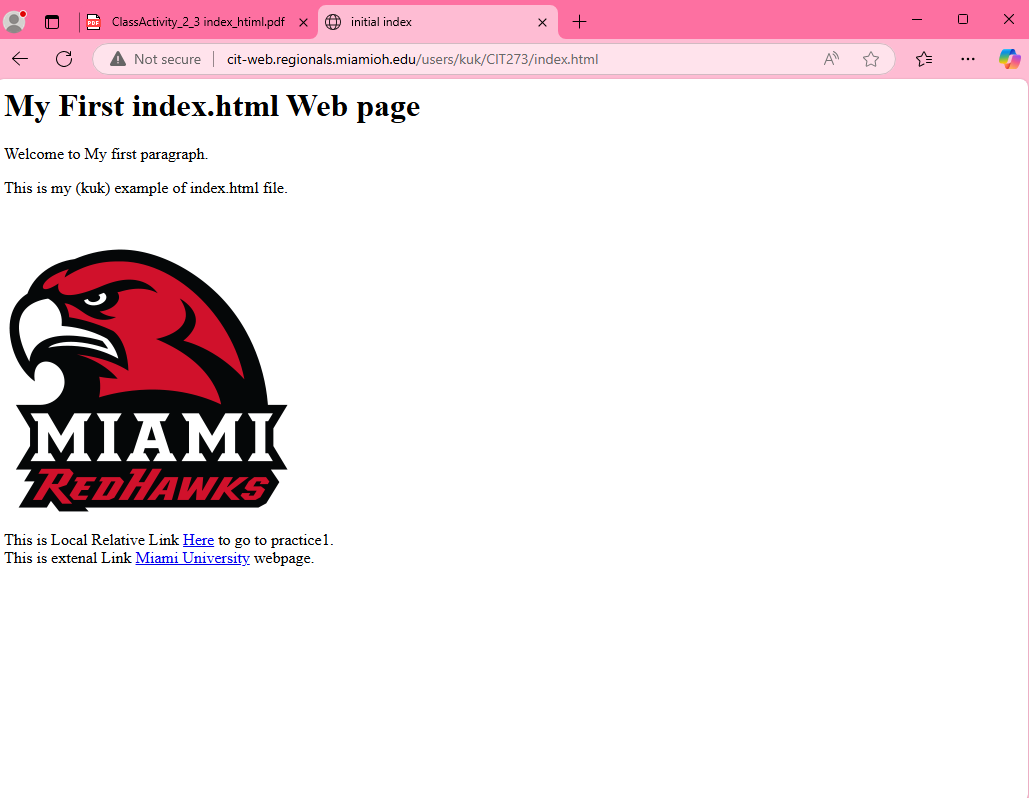 ClassActivity_2_3 index_htiml.pdf
initial index
Not secure
cit-web.regionals.miamioh.edu/users/kuk/CIT273/index.html
My First index.html Web page
Welcome to My first paragraph.
This is my (kuk) example of index.html file.
MIAMI
REDHAWKS
This is Local Relative Link Here to go to practice1.
This is extenal Link Miami University webpage.